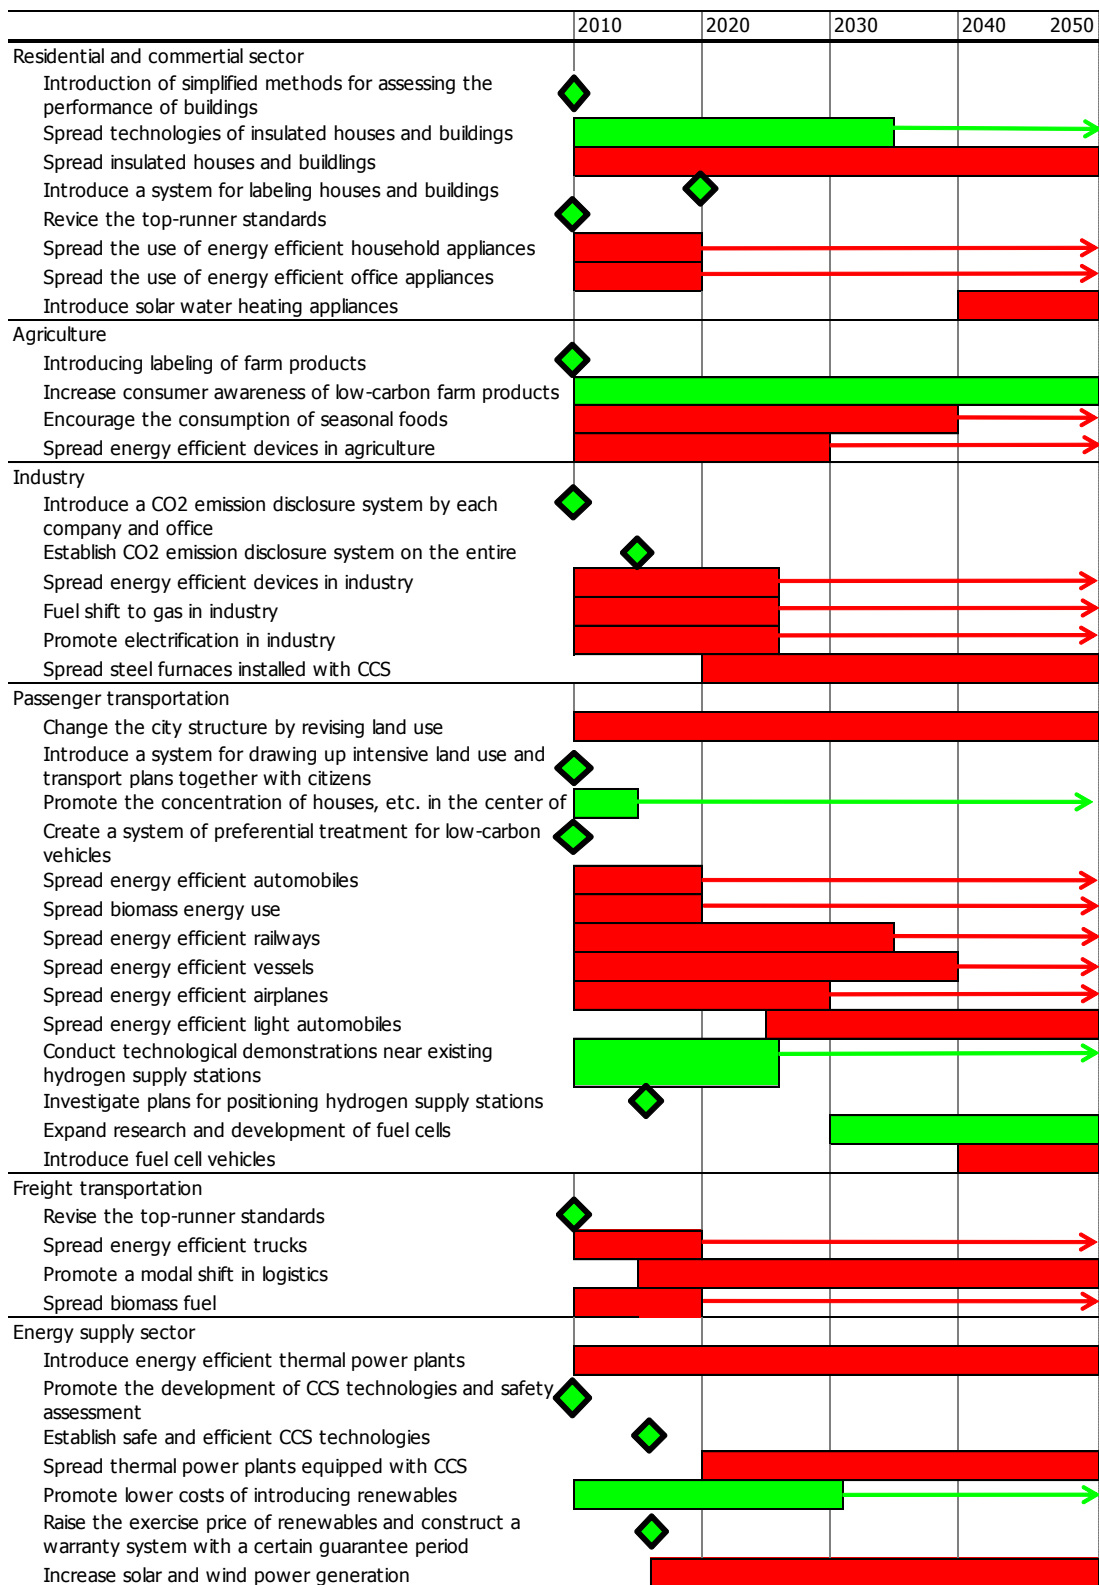 2010 2020 2030 2040 2050
Residential and commertial sector
Introduction of simplified methods for assessing the
performance of buildings
Spread technologies of insulated houses and buildings
Spread insulated houses and buildlings
Introduce a system for labeling houses and buildings
Revice the top-runner standards
Spread the use of energy efficient household appliances
Spread the use of energy efficient office appliances
Introduce solar water heating appliances
Agriculture
Introducing labeling of farm products
Increase consumer awareness of low-carbon farm products
Encourage the consumption of seasonal foods
Spread energy efficient devices in agriculture
Industry
Introduce a CO2 emission disclosure system by each
company and office
Establish CO2 emission disclosure system on the entire
Spread energy efficient devices in industry
Fuel shift to gas in industry
Promote electrification in industry
Spread steel furnaces installed with CCS
Passenger transportation
Change the city structure by revising land use
Introduce a system for drawing up intensive land use and
transport plans together with citizens
Promote the concentration of houses, etc. in the center of
Create a system of preferential treatment for low-carbon
vehicles
Spread energy efficient automobiles
Spread biomass energy use
Spread energy efficient railways
Spread energy efficient vessels
Spread energy efficient airplanes
Spread energy efficient light automobiles
Conduct technological demonstrations near existing
hydrogen supply stations
Investigate plans for positioning hydrogen supply stations
Expand research and development of fuel cells
Introduce fuel cell vehicles
Freight transportation
Revise the top-runner standards
Spread energy efficient trucks
Promote a modal shift in logistics
Spread biomass fuel
Energy supply sector
Introduce energy efficient thermal power plants
Promote the development of CCS technologies and safety
assessment
Establish safe and efficient CCS technologies
Spread thermal power plants equipped with CCS
Promote lower costs of introducing renewables
Raise the exercise price of renewables and construct a
warranty system with a certain guarantee period
Increase solar and wind power generation